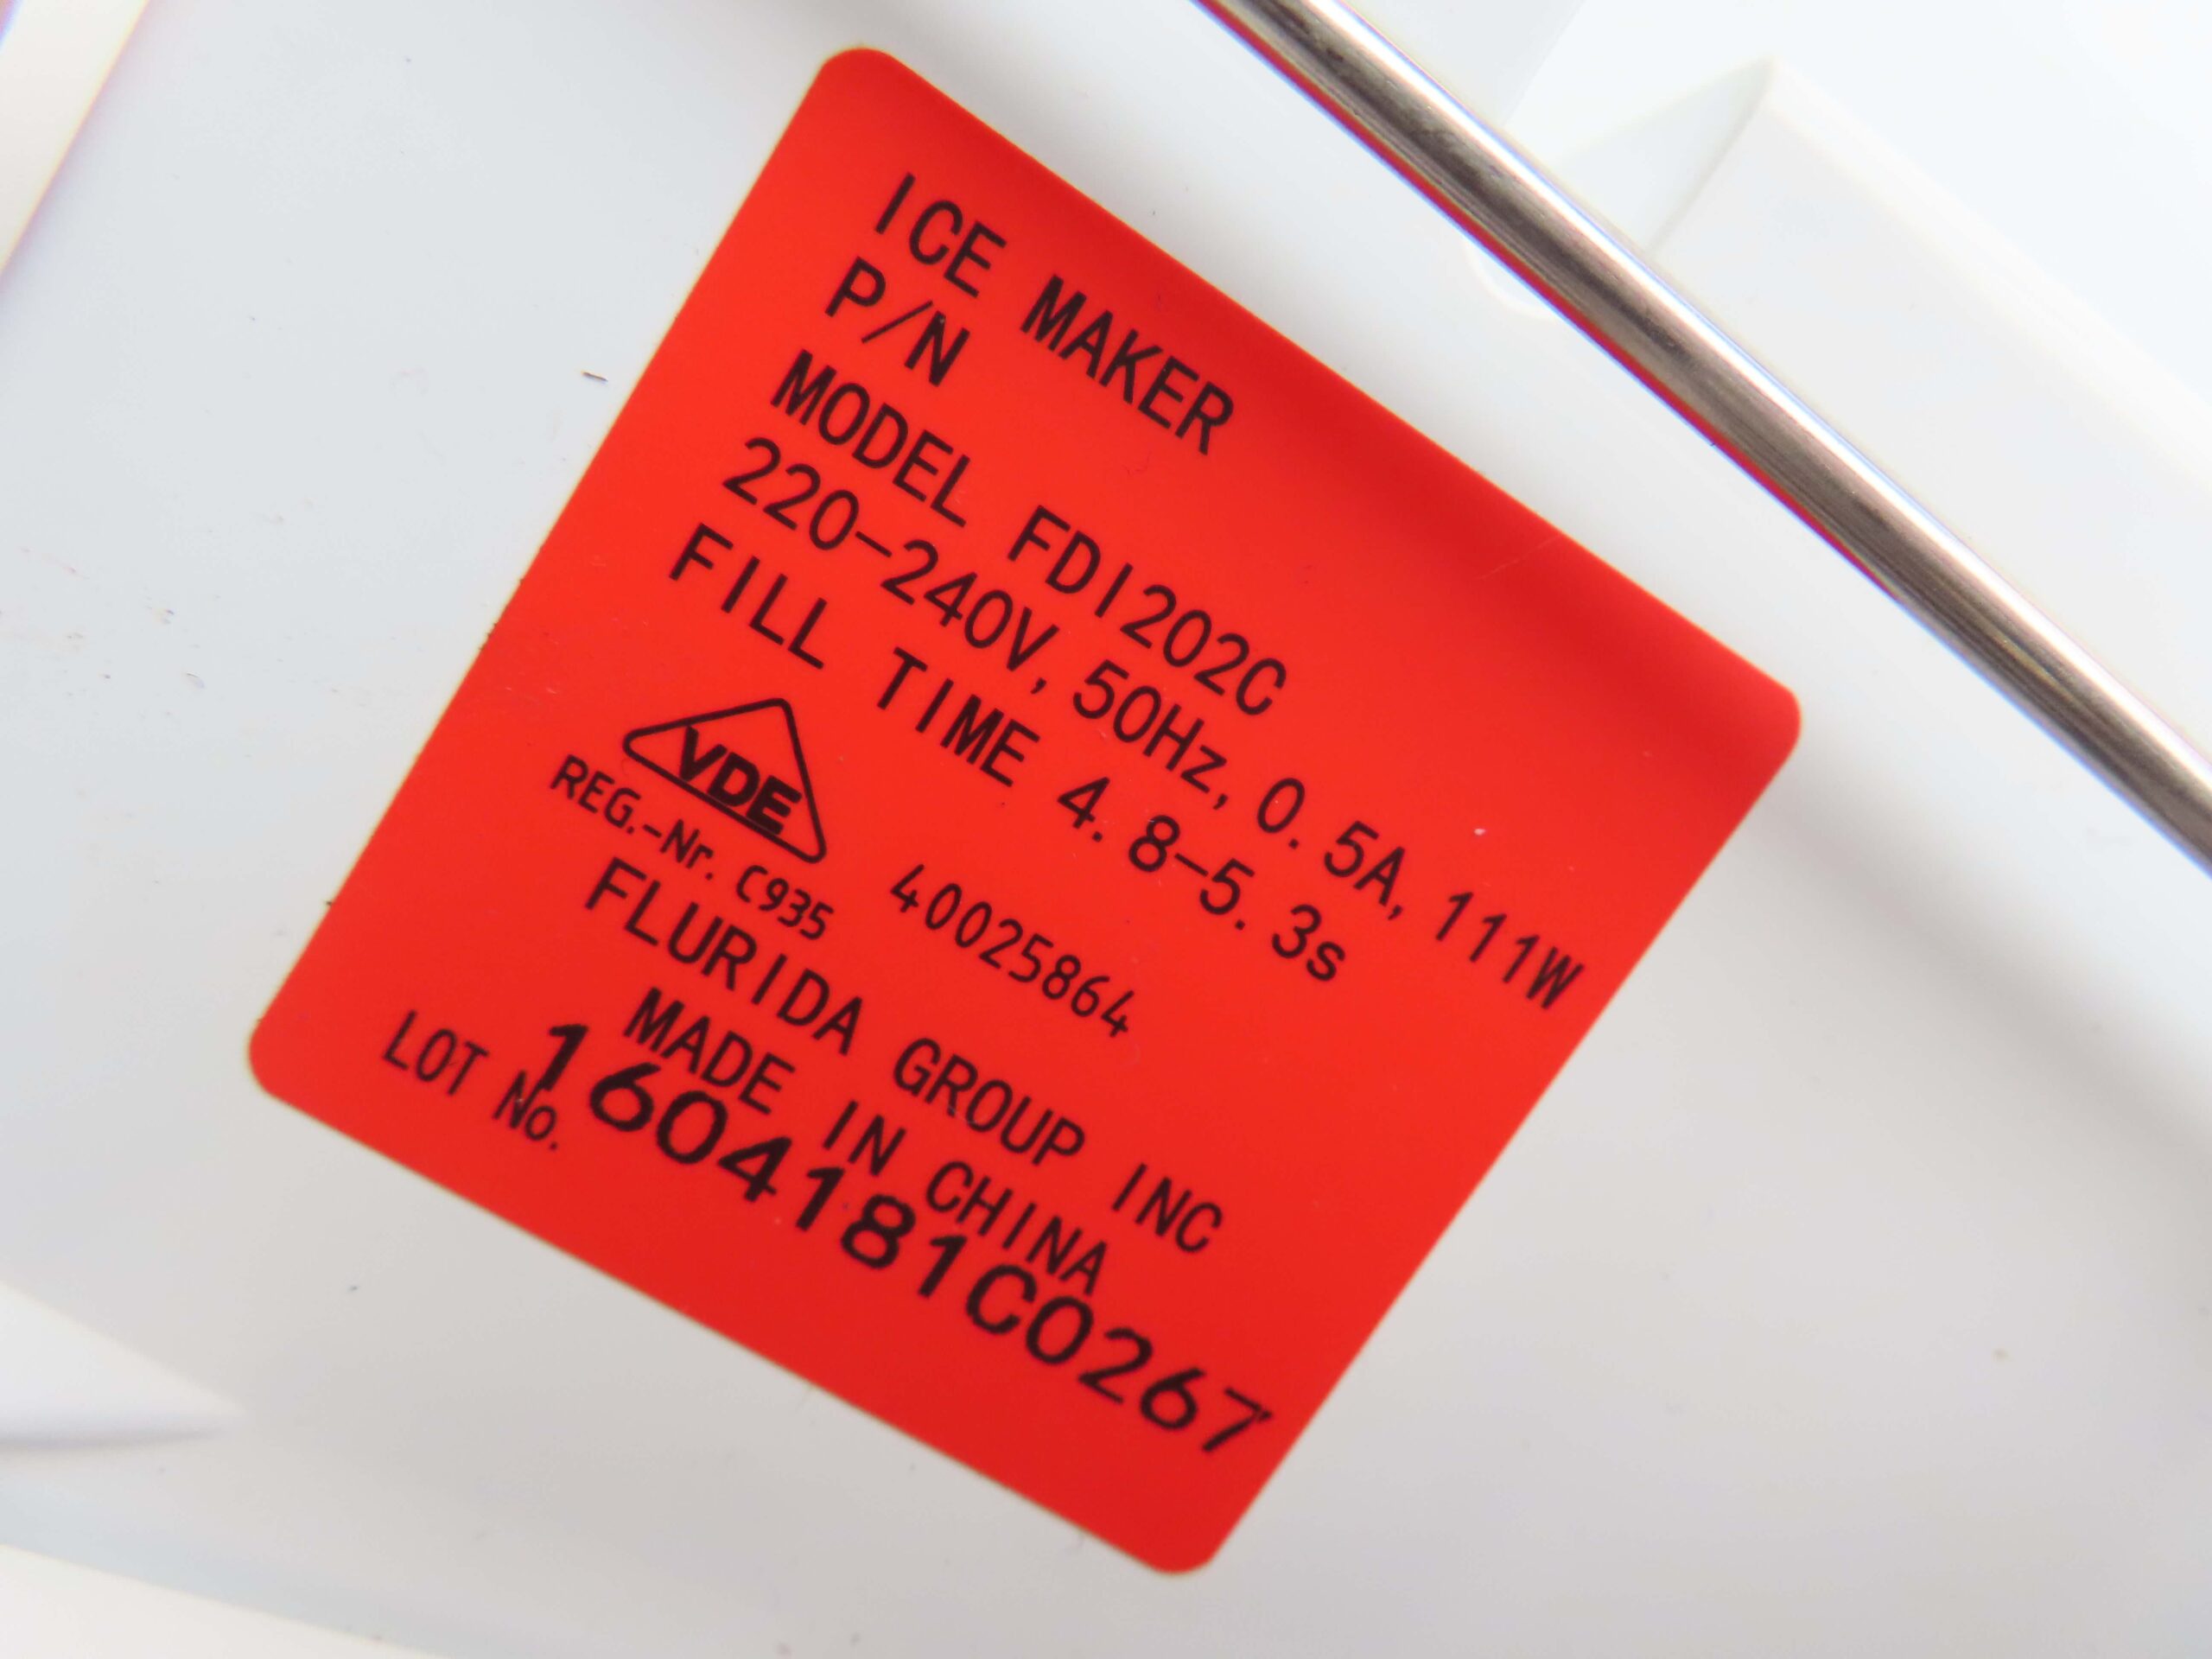 ICE MAKER
P/N
MODEL FDI202C
220-240V, 50Hz, 0.5A, 111W
FILL TIME 4.8-5.3s
VDE
REG.-Nr. C935 40025864
FLURIDA GROUP INC
MADE IN CHINA
LOT No. 1604181C0267